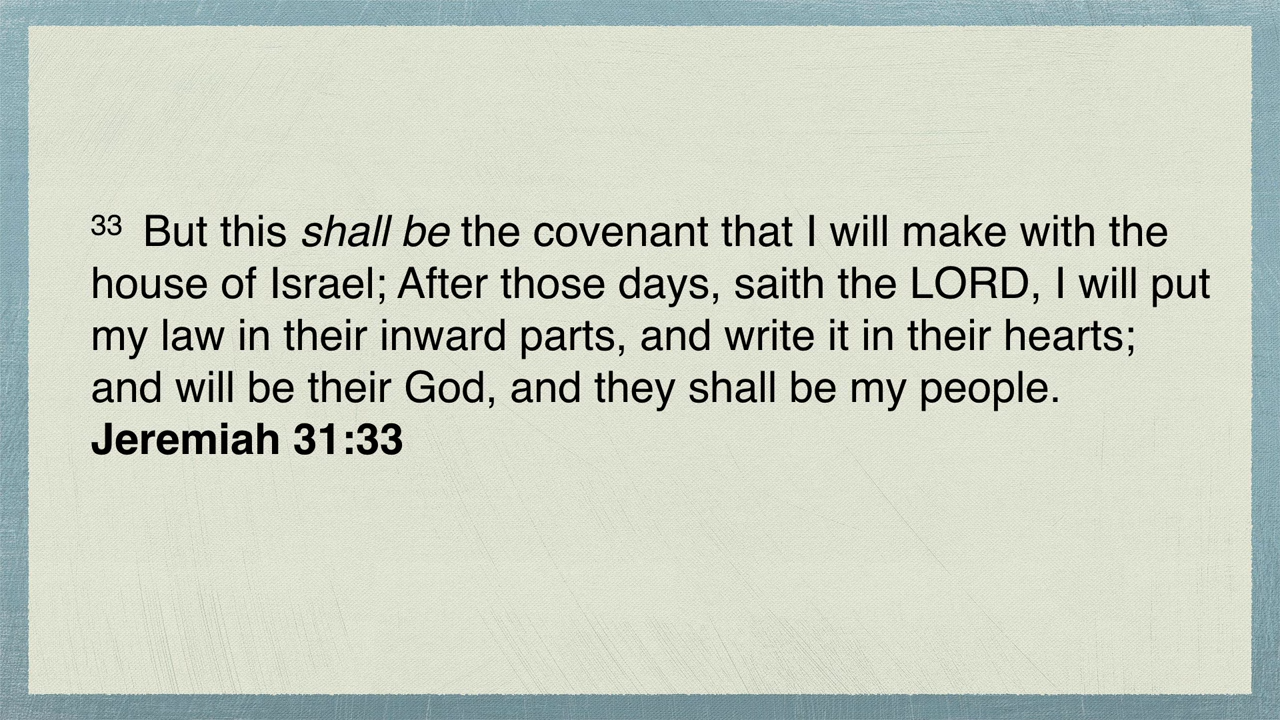 33 But this shall be the covenant that I will make with the
house of Israel; After those days, saith the LORD, I will put
my law in their inward parts, and write it in their hearts;
and will be their God, and they shall be my people.
Jeremiah 31:33